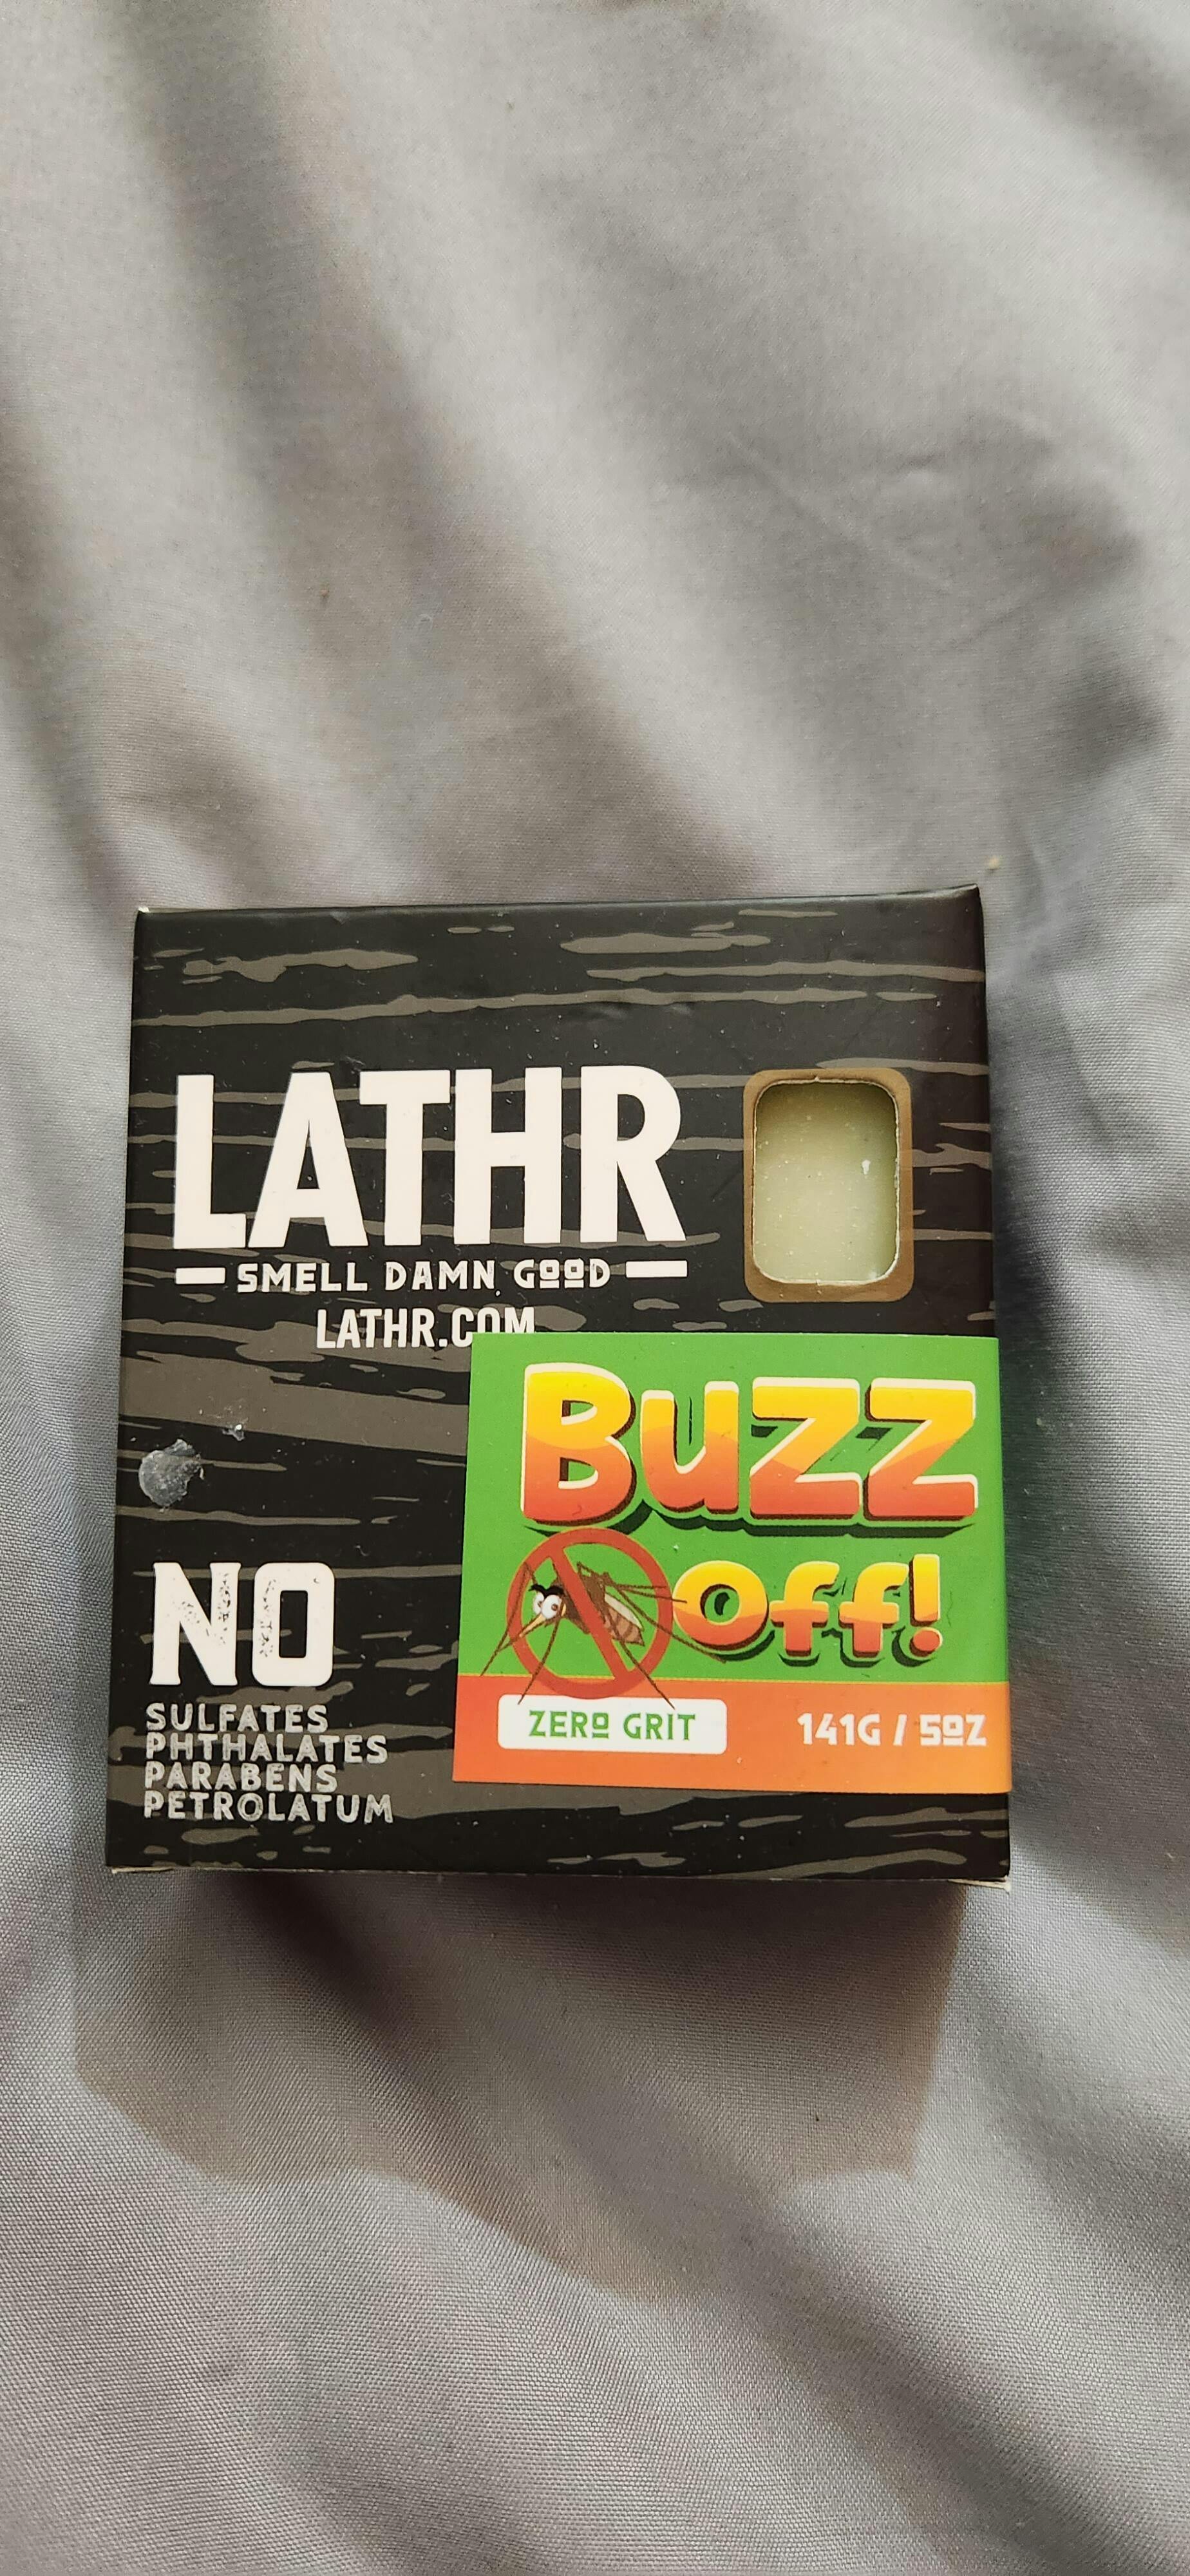 LATHR
SMELL DAMN GOOD
LATHR.COM
BUZZ
OFF!
ZERO GRIT
141G / 5OZ
NO
SULFATES
PHTHALATES
PARABENS
PETROLATUM